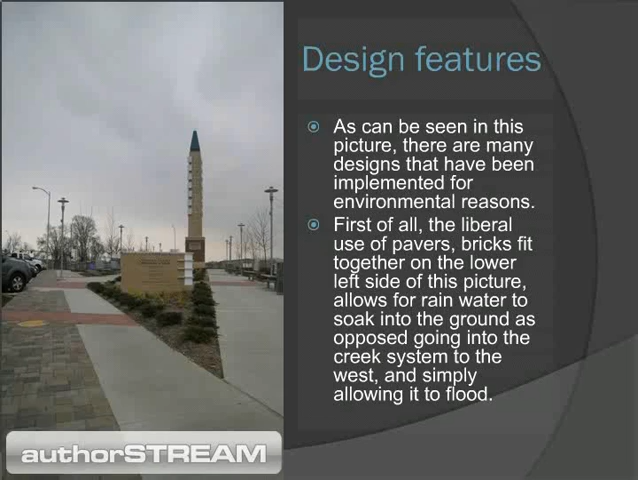 Design features
As can be seen in this
picture, there are many
designs that have been
implemented for
environmental reasons.
First of all, the liberal
use of pavers, bricks fit
together on the lower
left side of this picture,
allows for rain water to
soak into the ground as
opposed going into the
creek system to the
west, and simply
allowing it to flood.
authorSTREAM